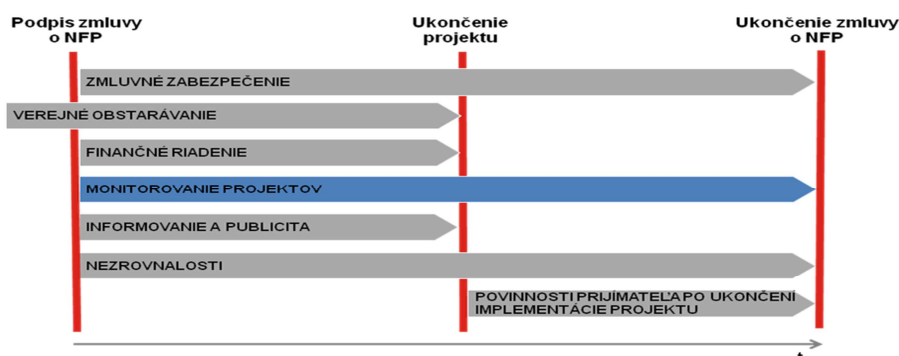 Podpis zmluvy
o NFP
Ukončenie
projektu
Ukončenie zmluvy
o NFP
ZMLUVNÉ ZABEZPEČENIE
VEREJNÉ OBSTARÁVANIE
FINANČNÉ RIADENIE
MONITOROVANIE PROJEKTOV
INFORMOVANIE A PUBLICITA
NEZROVNALOSTI
POVINNOSTI PRIJÍMATEĽA PO UKONČENÍ
IMPLEMENTÁCIE PROJEKTU
t